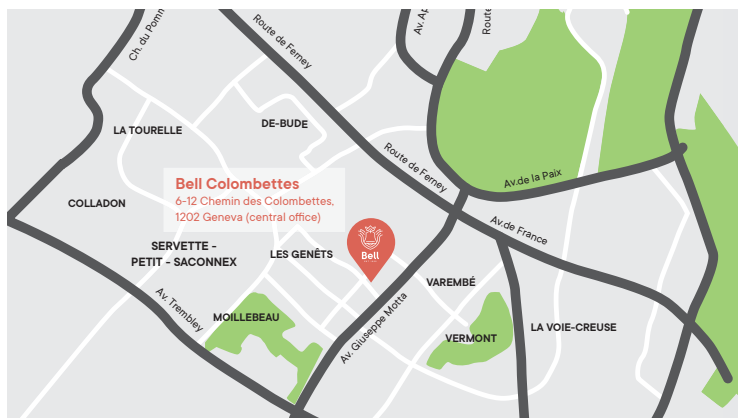 Ch. du Pomm
Route de Ferney
Av. Ap
Route
LA TOURELLE
DE-BUDE
Route de Ferney
Av.de la Paix
Bell Colombettes
6-12 Chemin des Colombettes,
1202 Geneva (central office)
COLLADON
Av.de France
SERVETTE -
PETIT - SACONNEX
LES GENÊTS
Bell
VAREMBÉ
Av. Trembley
MOILLEBEAU
Av. Giuseppe Motta
VERMONT
LA VOIE-CREUSE